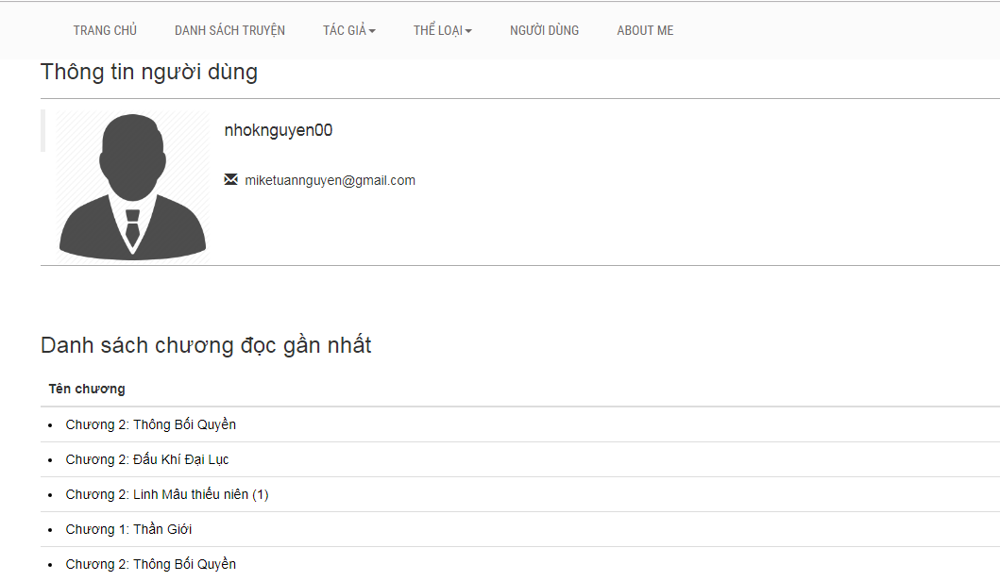 TRANG CHỦ DANH SÁCH TRUYỆN TÁC GIẢ THỂ LOẠI NGƯỜI DÙNG ABOUT ME
Thông tin người dùng
nhoknguyen00
miketuannguyen@gmail.com
Danh sách chương đọc gần nhất
Tên chương
Chương 2: Thông Bối Quyền
Chương 2: Đấu Khí Đại Lục
Chương 2: Linh Mâu thiếu niên (1)
Chương 1: Thần Giới
Chương 2: Thông Bối Quyền